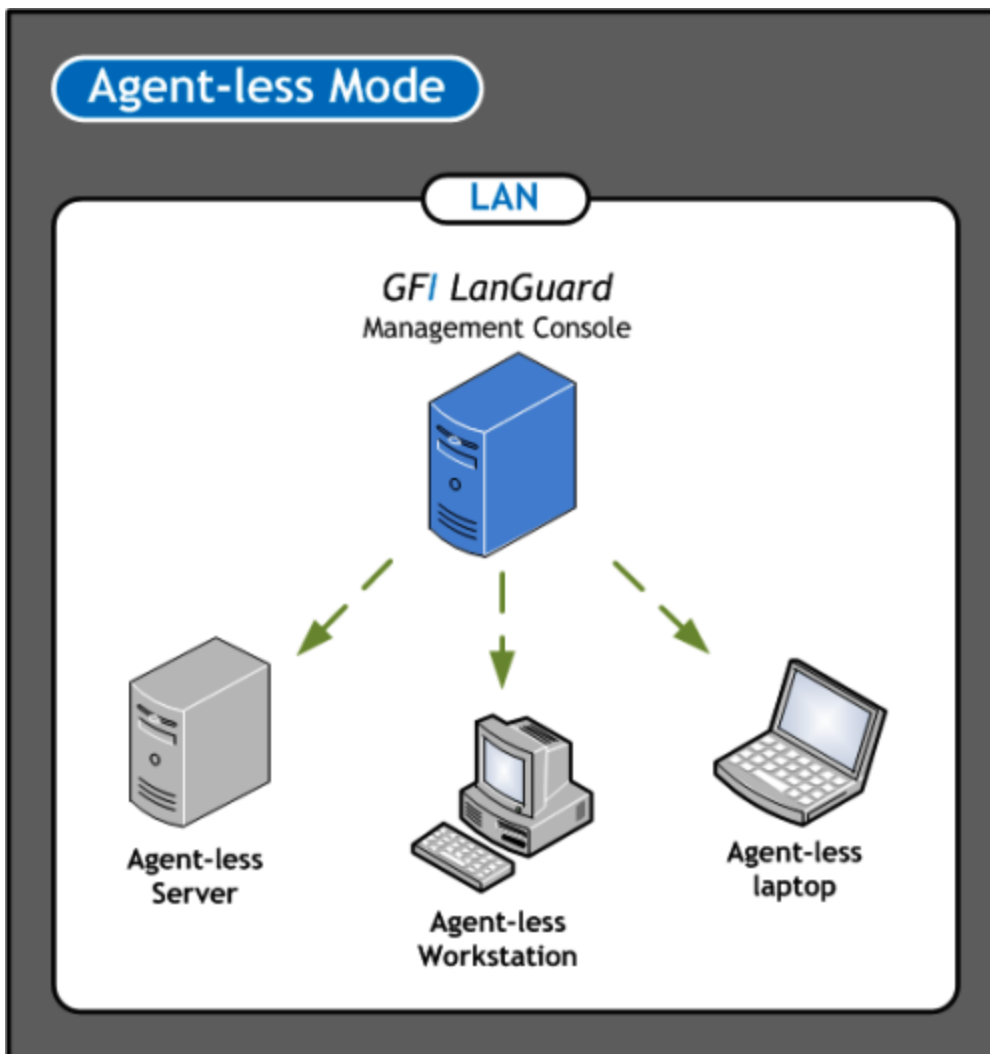 Agent-less Mode
LAN
GFI LanGuard
Management Console
Agent-less
Server
Agent-less
Workstation
Agent-less
laptop